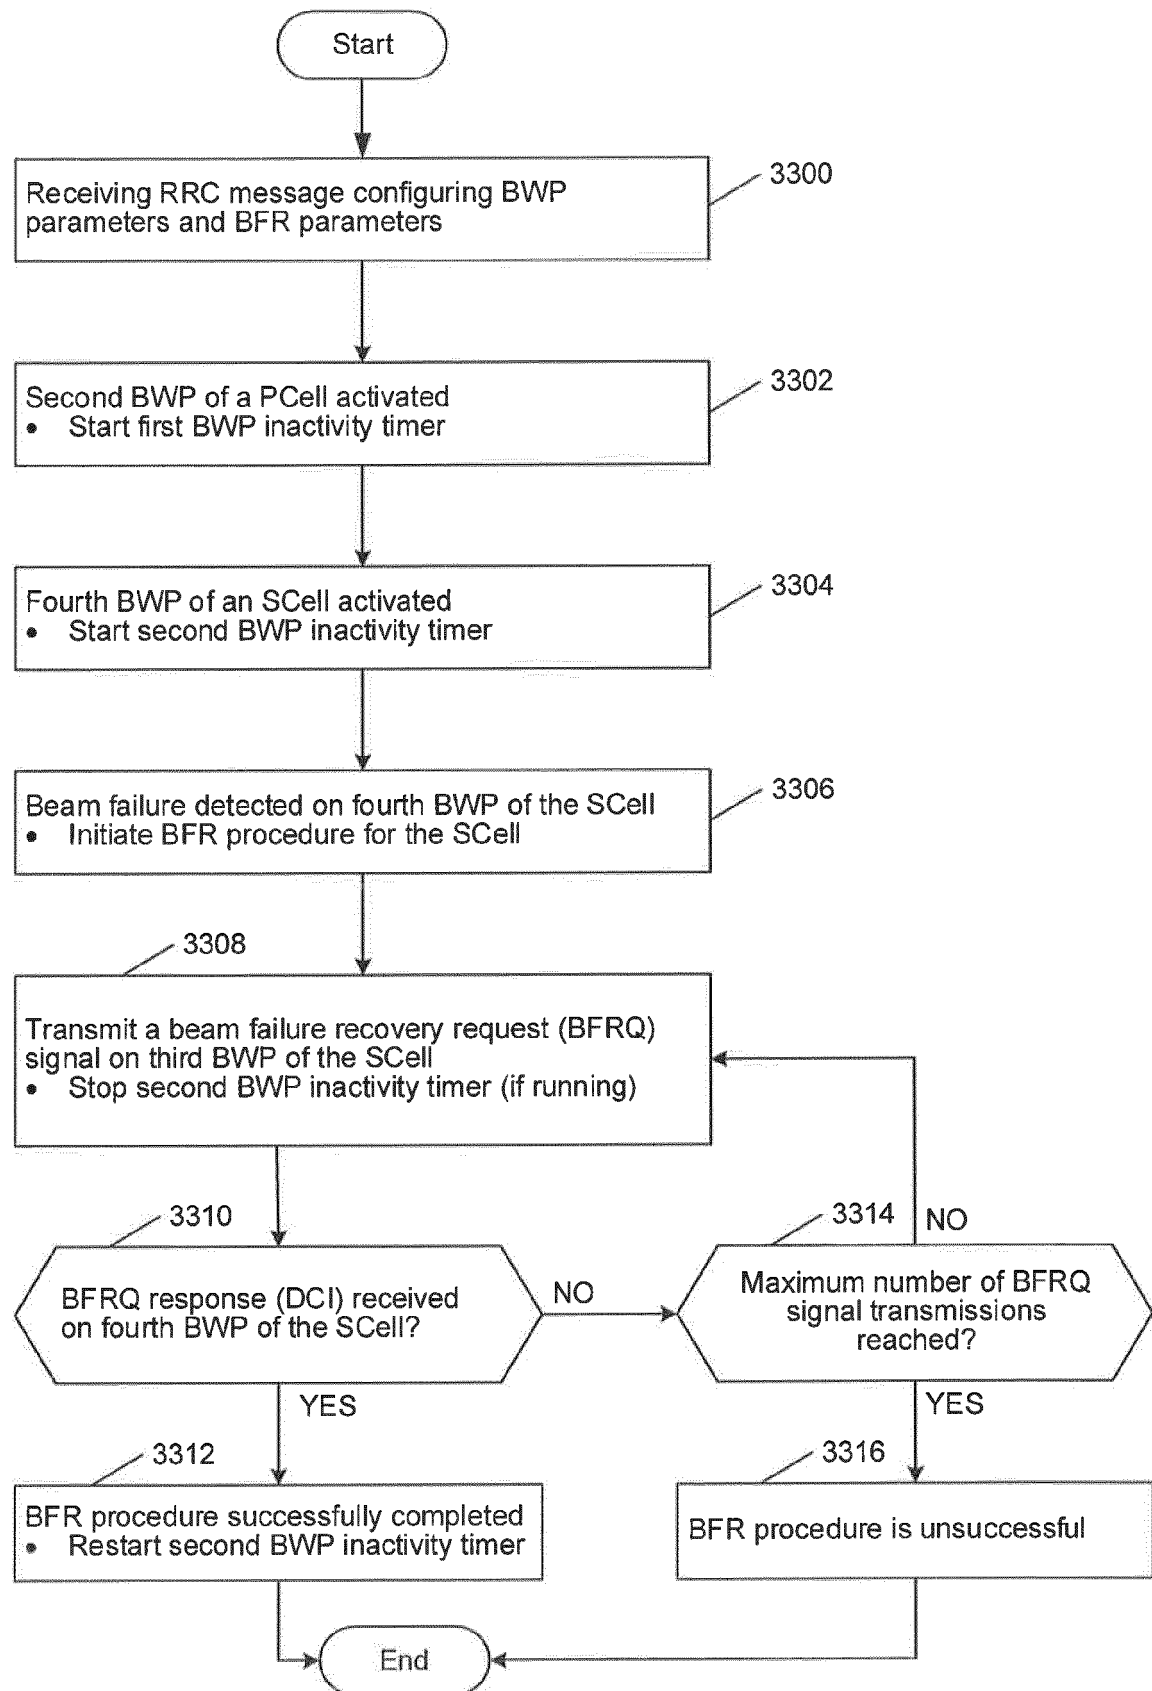 Start
3300
Receiving RRC message configuring BWP
parameters and BFR parameters
3302
Second BWP of a PCell activated
• Start first BWP inactivity timer
3304
Fourth BWP of an SCell activated
• Start second BWP inactivity timer
3306
Beam failure detected on fourth BWP of the SCell
• Initiate BFR procedure for the SCell
3308
Transmit a beam failure recovery request (BFRQ)
signal on third BWP of the SCell
• Stop second BWP inactivity timer (if running)
3310
BFRQ response (DCI) received
on fourth BWP of the SCell?
NO
3314
NO
Maximum number of BFRQ
signal transmissions
reached?
YES
YES
3312
BFR procedure successfully completed
• Restart second BWP inactivity timer
3316
BFR procedure is unsuccessful
End